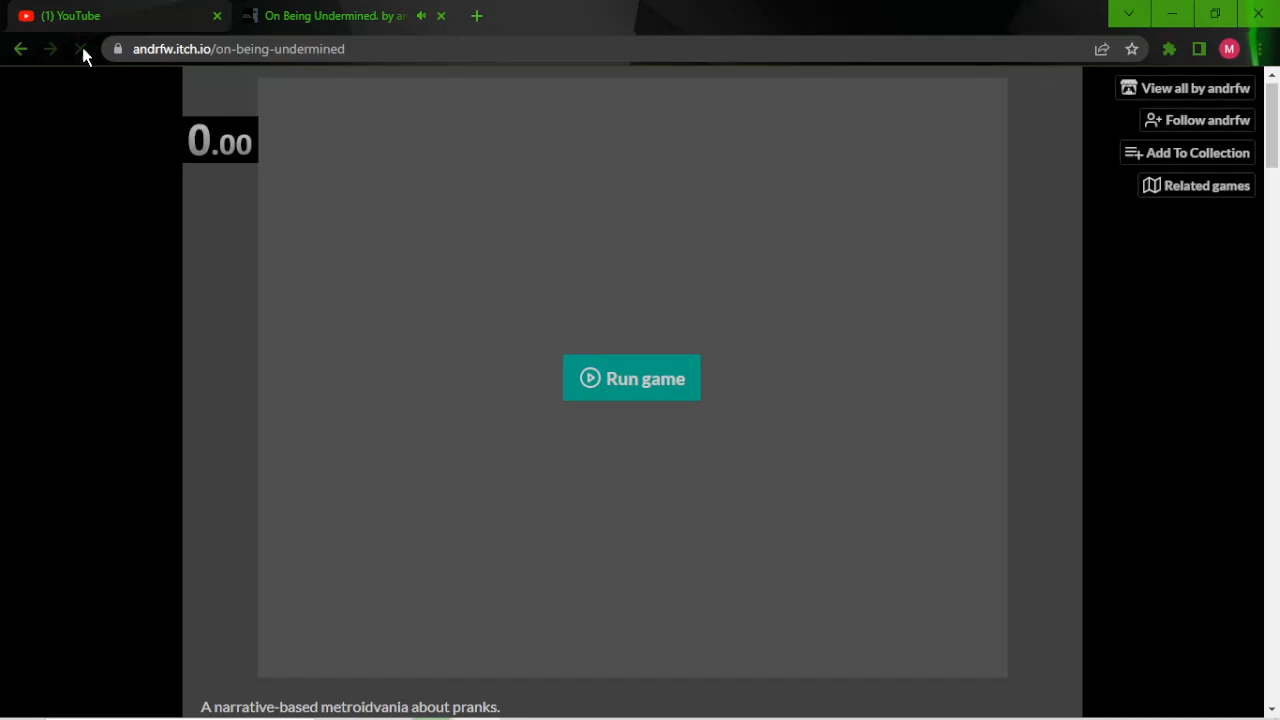 (1) YouTube
On Being Undermined. by ar
andrfw.itch.io/on-being-undermined
M
View all by andrfw
0.00
Follow andrfw
Add To Collection
Related games
Run game
A narrative-based metroidvania about pranks.